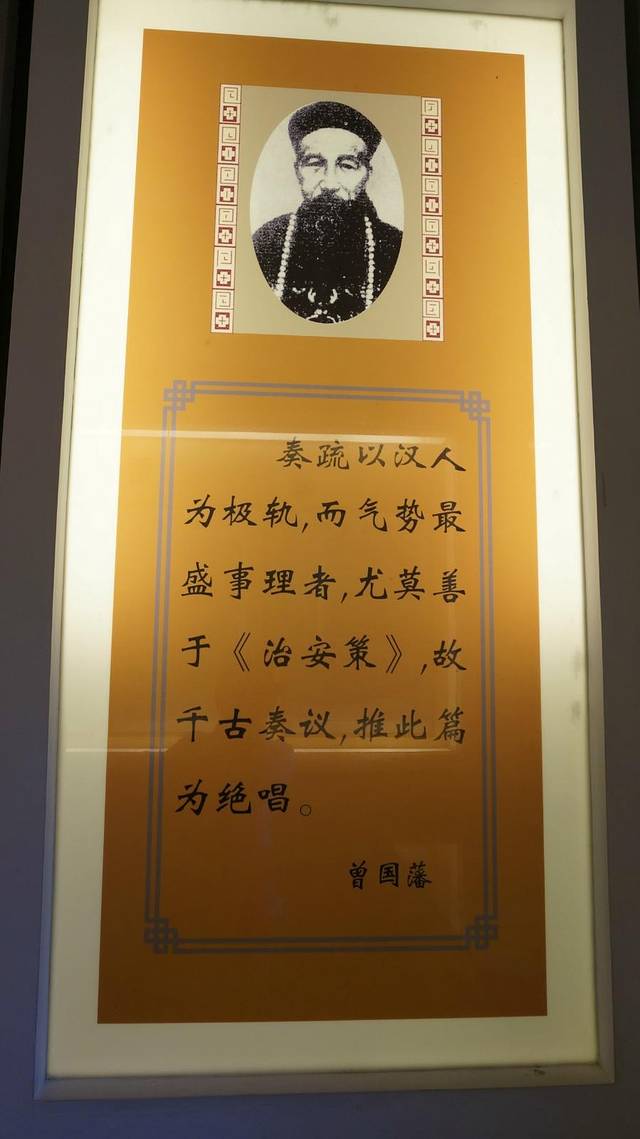 奏疏以汉人
为极轨,而气势最
盛事理者,尤莫善
于《治安策》,故
千古奏议,推此篇
为绝唱。
曾国藩